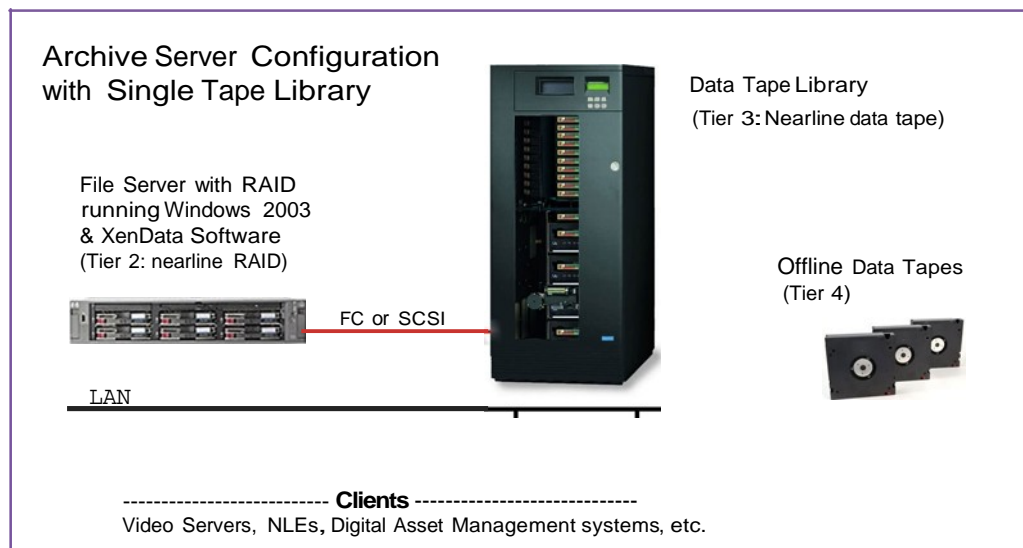 Archive Server Configuration
with Single Tape Library
Data Tape Library
(Tier 3: Nearline data tape)
File Server with RAID
running Windows 2003
& XenData Software
(Tier 2: nearline RAID)
Offline Data Tapes
(Tier 4)
FC or SCSI
LAN
--------------------------- Clients -----------------------------
Video Servers, NLEs, Digital Asset Management systems, etc.